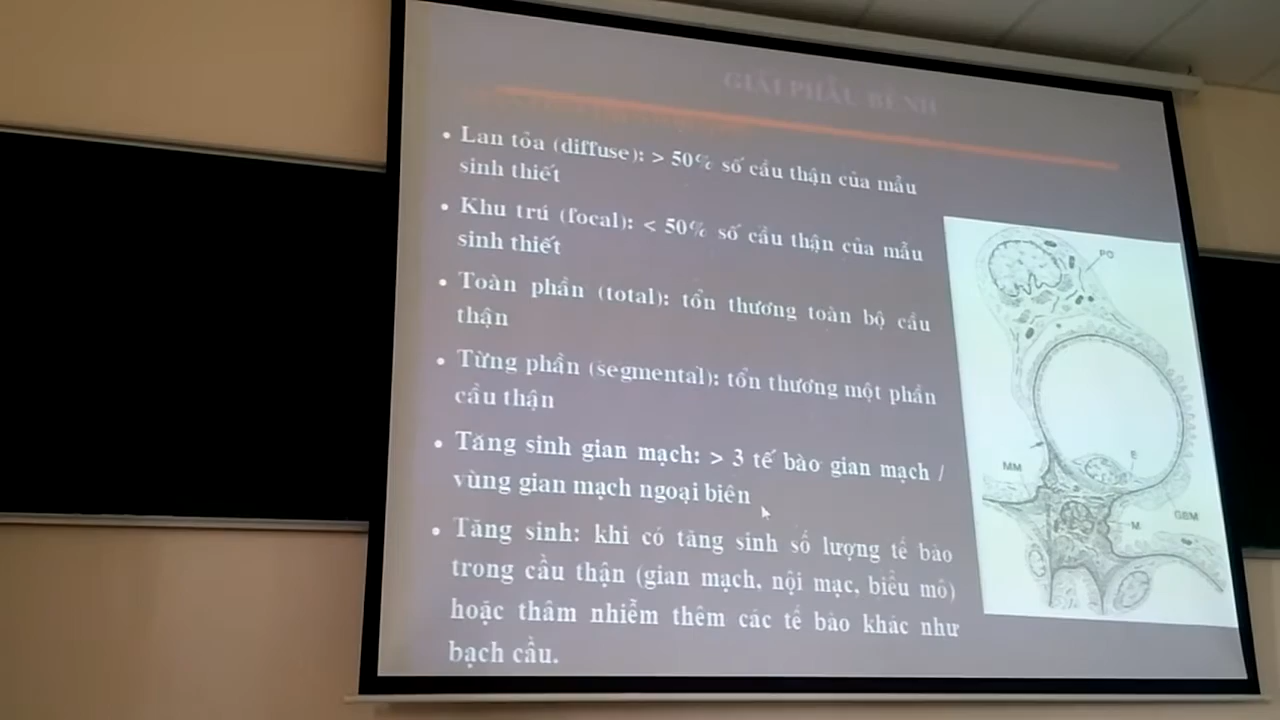 GIẢI PHẪU BỆNH
• Lan tỏa (diffuse): > 50% số cầu thận của mẫu
sinh thiết
• Khu trú (focal): < 50% số cầu thận của mẫu
sinh thiết
• Toàn phần (total): tổn thương toàn bộ cầu
thận
• Từng phần (segmental): tổn thương một phần
cầu thận
• Tăng sinh gian mạch: > 3 tế bào gian mạch /
vùng gian mạch ngoại biên
• Tăng sinh: khi có tăng sinh số lượng tế bào
trong cầu thận (gian mạch, nội mạc, biểu mô)
hoặc thâm nhiễm thêm các tế bào khác như
bạch cầu.
PO
E
MM
M
GBM